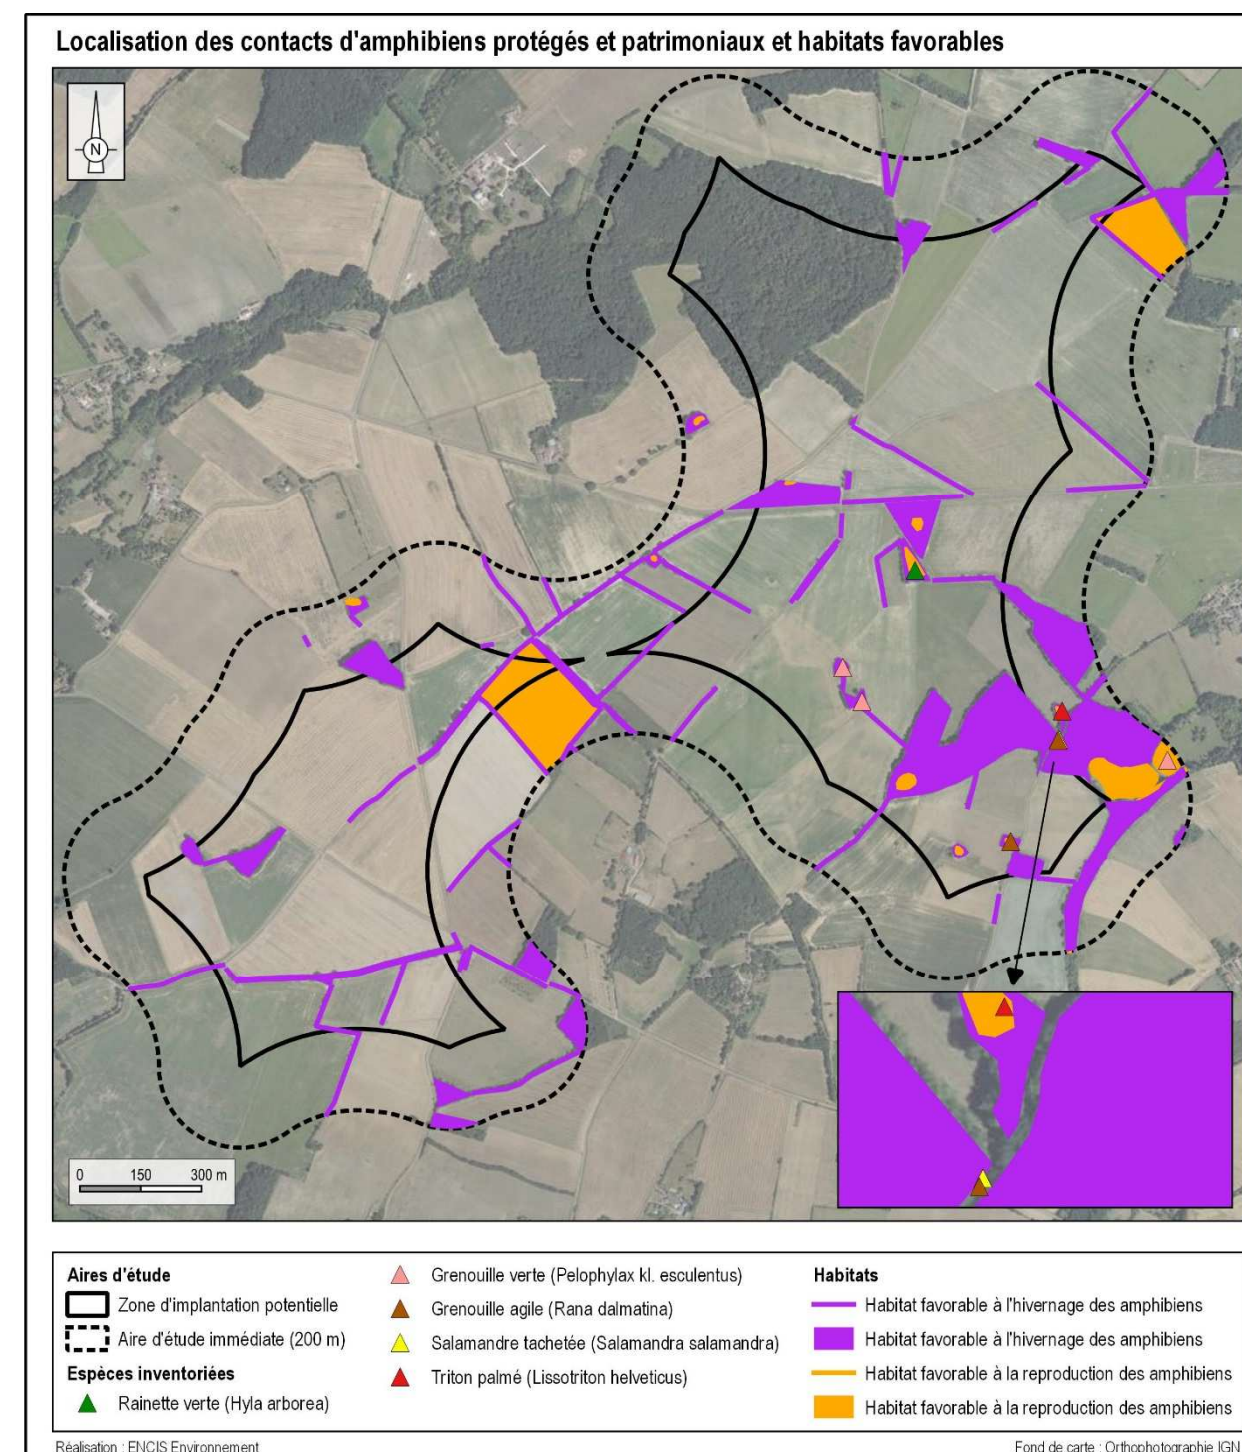 Localisation des contacts d'amphibiens protégés et patrimoniaux et habitats favorables
N
0 150 300 m
Aires d'étude
Zone d'implantation potentielle
Aire d'étude immédiate (200 m)
Espèces inventoriées
Rainette verte (Hyla arborea)
Grenouille verte (Pelophylax kl. esculentus)
Grenouille agile (Rana dalmatina)
Salamandre tachetée (Salamandra salamandra)
Triton palmé (Lissotriton helveticus)
Habitats
Habitat favorable à l'hivernage des amphibiens
Habitat favorable à l'hivernage des amphibiens
Habitat favorable à la reproduction des amphibiens
Habitat favorable à la reproduction des amphibiens
Réalisation : ENCIS Environnement
Fond de carte : Orthophotographie IGN